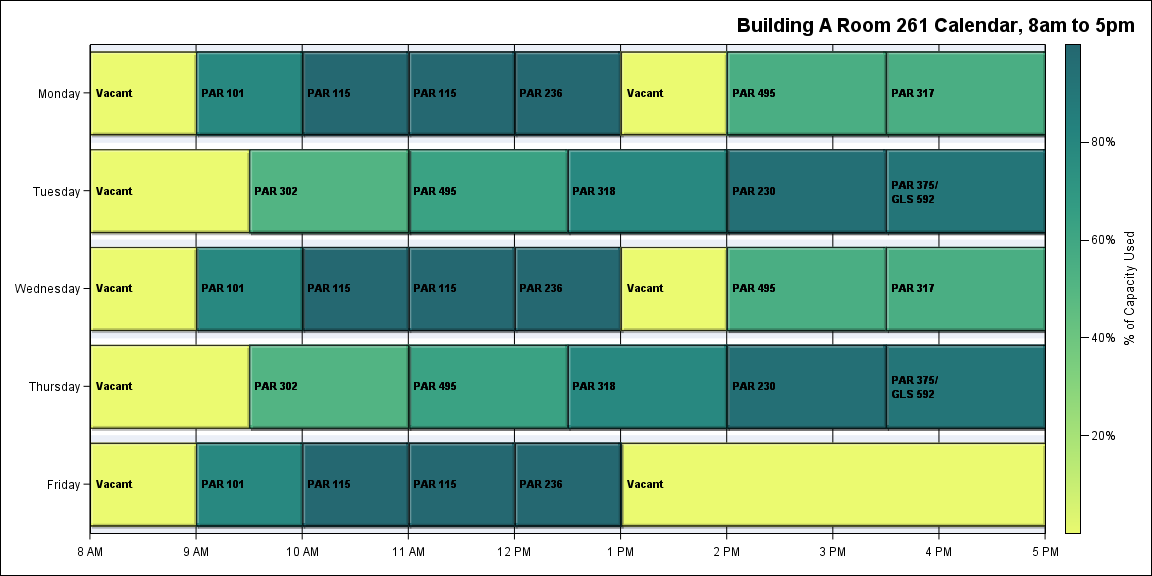 Building A Room 261 Calendar, 8am to 5pm
Monday
Vacant
PAR 101
PAR 115
PAR 115
PAR 236
Vacant
PAR 495
PAR 317
Tuesday
Vacant
PAR 302
PAR 495
PAR 318
PAR 230
PAR 375/
GLS 592
Wednesday
Vacant
PAR 101
PAR 115
PAR 115
PAR 236
Vacant
PAR 495
PAR 317
Thursday
Vacant
PAR 302
PAR 495
PAR 318
PAR 230
PAR 375/
GLS 592
Friday
Vacant
PAR 101
PAR 115
PAR 115
PAR 236
Vacant
8 AM
9 AM
10 AM
11 AM
12 PM
1 PM
2 PM
3 PM
4 PM
5 PM
80%
60%
40%
20%
% of Capacity Used